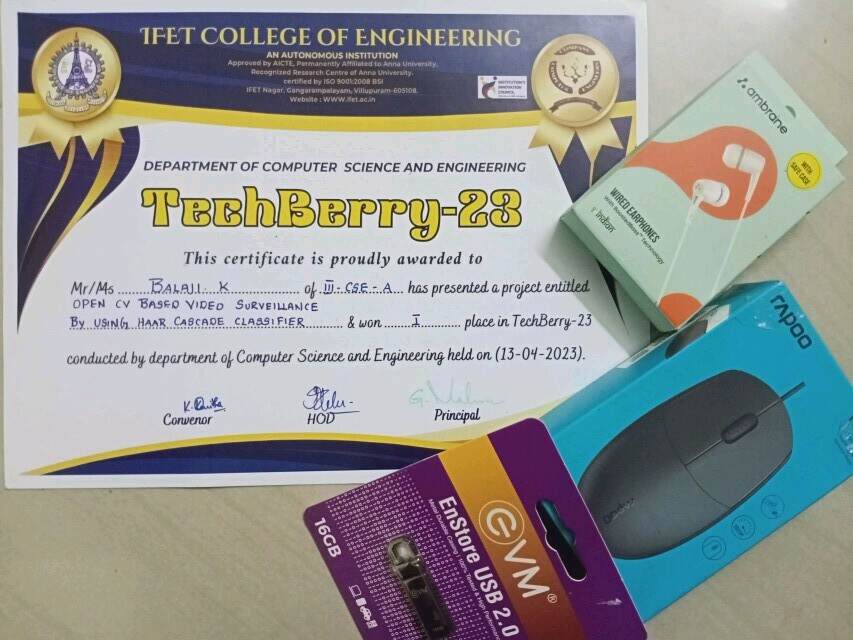 IFET COLLEGE OF ENGINEERING
AN AUTONOMOUS INSTITUTION
Approved by AICTE, Permanently Affiliated to Anna University,
Recognized Research Centre of Anna University.
certified by ISO 9001:2008 BSI
IFET Nagar, Gangarampalayam, Villupuram-605108.
Website : WWW.ifet.ac.in
INSTITUTION'S
INNOVATION
COUNCIL
DEPARTMENT OF COMPUTER SCIENCE AND ENGINEERING
TechBerry-23
This certificate is proudly awarded to
Mr/Ms BALAJI. K of III-CSE-A has presented a project entitled
OPEN CV BASED VIDEO SURVEILLANCE
BY USING HAAR CASCADE CLASSIFIER & won I place in TechBerry-23
conducted by department of Computer Science and Engineering held on (13-04-2023).
Convenor
HOD
Principal
ambrane
WITH
SAFE CASE
WIRED EARPHONES
With BoostedBass™ Technology
rapoo
rapoo
EVM®
EnStore USB 2.0
16GB